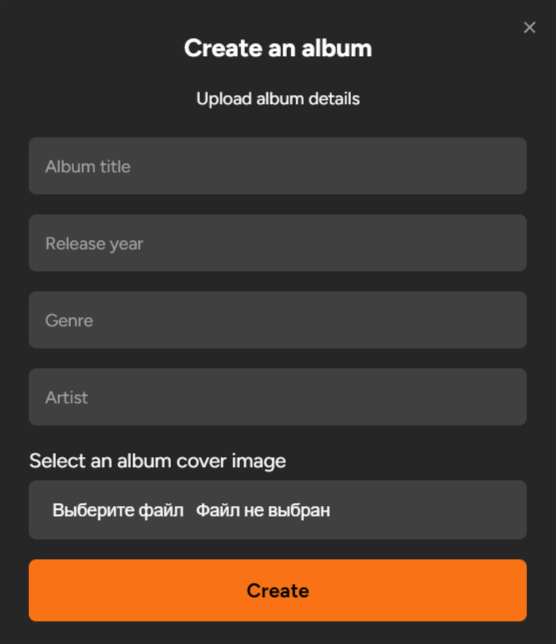 Create an album
Upload album details
Album title
Release year
Genre
Artist
Select an album cover image
Выберите файл Файл не выбран
Create